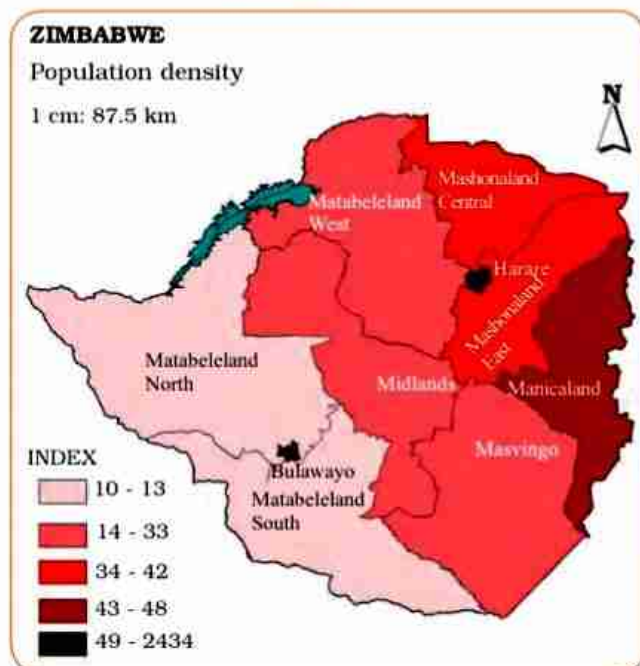 ZIMBABWE
Population density
1 cm: 87.5 km
N
Mashonaland
Central
Matabeleland
West
Harare
Mashonaland
East
Matabeleland
North
Midlands
Manicaland
Masvingo
Bulawayo
Matabeleland
South
INDEX
10 - 13
14 - 33
34 - 42
43 - 48
49 - 2434